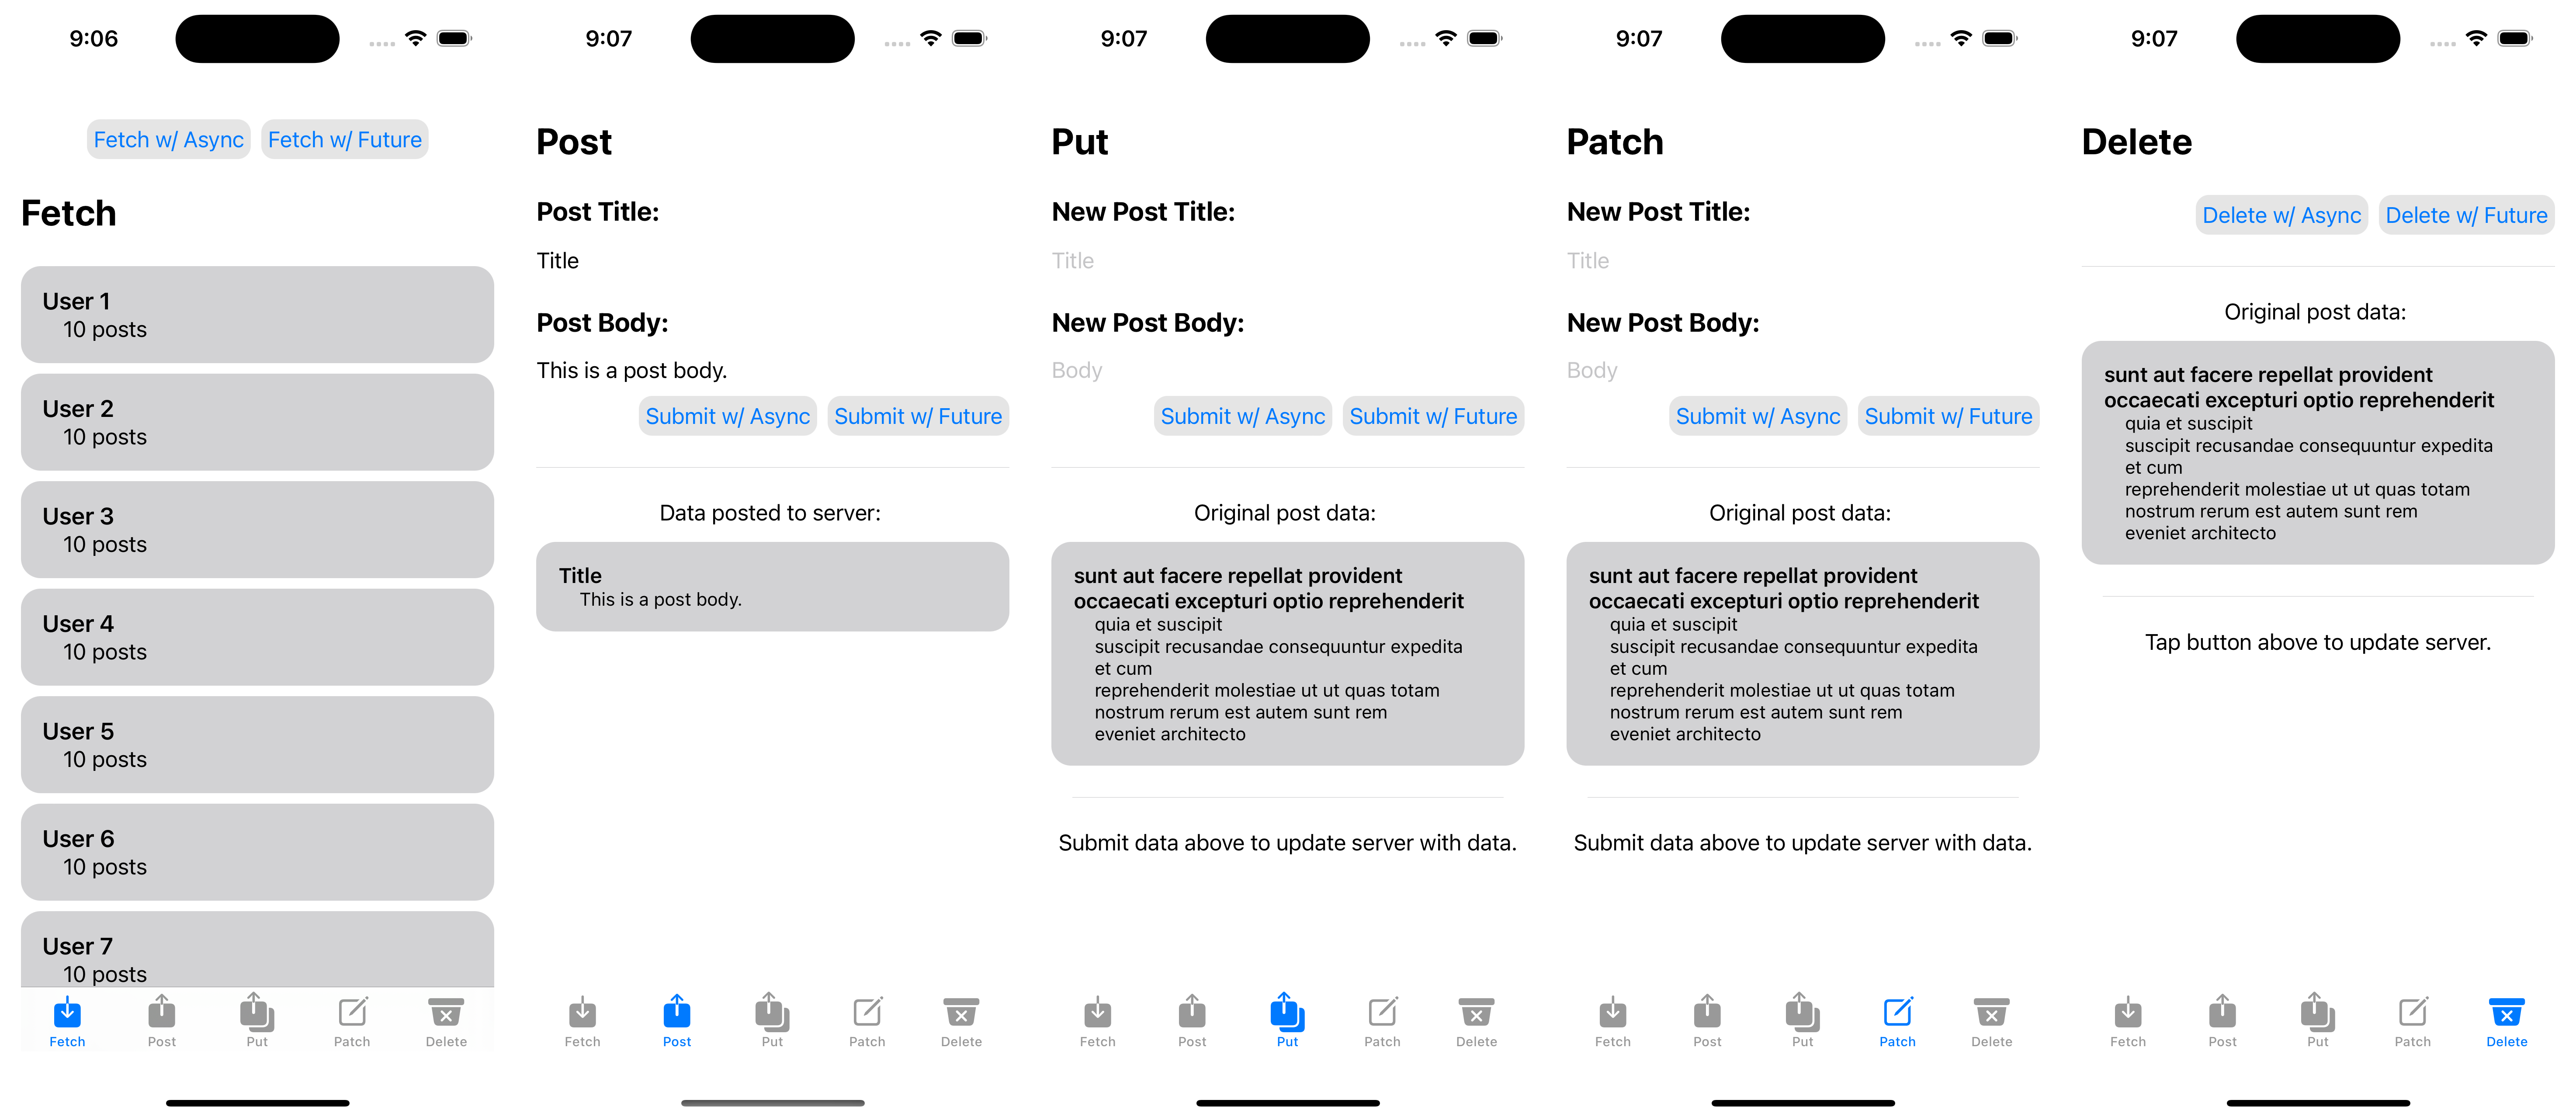 9:06
Fetch w/ Async Fetch w/ Future
Fetch
User 1
10 posts
User 2
10 posts
User 3
10 posts
User 4
10 posts
User 5
10 posts
User 6
10 posts
User 7
10 posts
Fetch Post Put Patch Delete
9:07
Post
Post Title:
Title
Post Body:
This is a post body.
Submit w/ Async Submit w/ Future
Data posted to server:
Title
This is a post body.
Fetch Post Put Patch Delete
9:07
Put
New Post Title:
Title
New Post Body:
Body
Submit w/ Async Submit w/ Future
Original post data:
sunt aut facere repellat provident
occaecati excepturi optio reprehenderit
quia et suscipit
suscipit recusandae consequuntur expedita
et cum
reprehenderit molestiae ut ut quas totam
nostrum rerum est autem sunt rem
eveniet architecto
Submit data above to update server with data.
Fetch Post Put Patch Delete
9:07
Patch
New Post Title:
Title
New Post Body:
Body
Submit w/ Async Submit w/ Future
Original post data:
sunt aut facere repellat provident
occaecati excepturi optio reprehenderit
quia et suscipit
suscipit recusandae consequuntur expedita
et cum
reprehenderit molestiae ut ut quas totam
nostrum rerum est autem sunt rem
eveniet architecto
Submit data above to update server with data.
Fetch Post Put Patch Delete
9:07
Delete
Delete w/ Async Delete w/ Future
Original post data:
sunt aut facere repellat provident
occaecati excepturi optio reprehenderit
quia et suscipit
suscipit recusandae consequuntur expedita
et cum
reprehenderit molestiae ut ut quas totam
nostrum rerum est autem sunt rem
eveniet architecto
Tap button above to update server.
Fetch Post Put Patch Delete